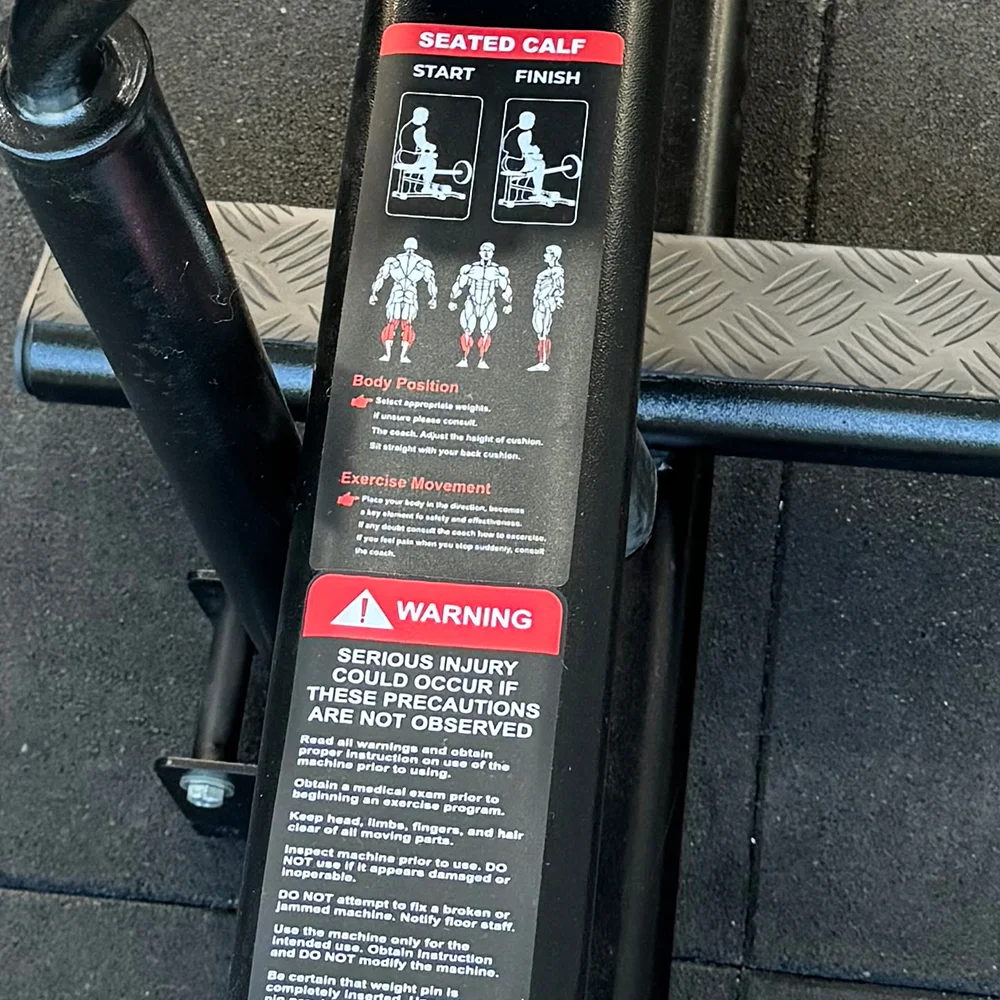 SEATED CALF
START FINISH
Body Position
Select appropriate weights.
If unsure please consult.
The coach. Adjust the height of cushion.
Sit straight with your back cushion.
Exercise Movement
Place your body in the direction, becomes
a key element fo safety and effectiveness.
If any doubt consult the coach how to excercise.
If you feel pain when you stop suddenly, consult
the coach.
WARNING
SERIOUS INJURY
COULD OCCUR IF
THESE PRECAUTIONS
ARE NOT OBSERVED
Read all warnings and obtain
proper instruction on use of the
machine prior to using.
Obtain a medical exam prior to
beginning an exercise program.
Keep head, limbs, fingers, and hair
clear of all moving parts.
Inspect machine prior to use. DO
NOT use if it appears damaged or
inoperable.
DO NOT attempt to fix a broken or
jammed machine. Notify floor staff.
Use the machine only for the
intended use. Obtain instruction
and DO NOT modify the machine.
Be certain that weight pin is
completely inserted.